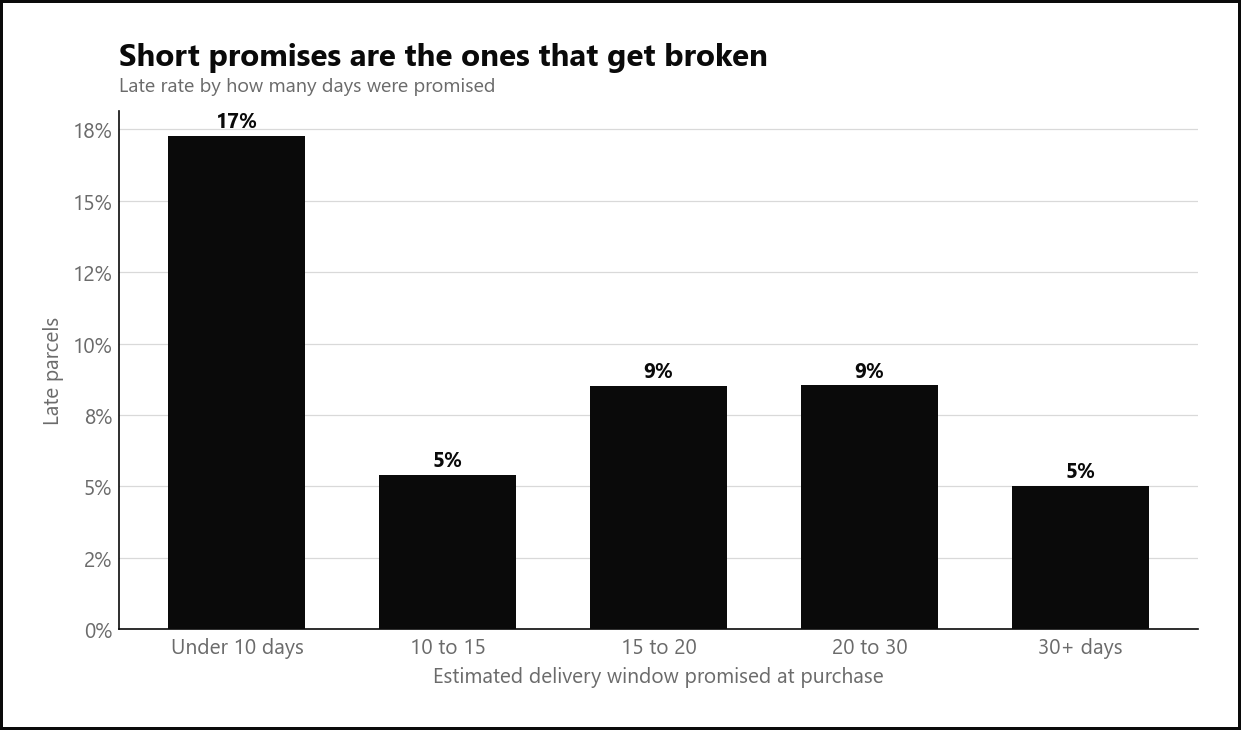 Short promises are the ones that get broken
Late rate by how many days were promised
17%
18%
15%
12%
10%
9%
9%
8%
5%
5%
5%
2%
0%
Late parcels
Under 10 days
10 to 15
15 to 20
20 to 30
30+ days
Estimated delivery window promised at purchase